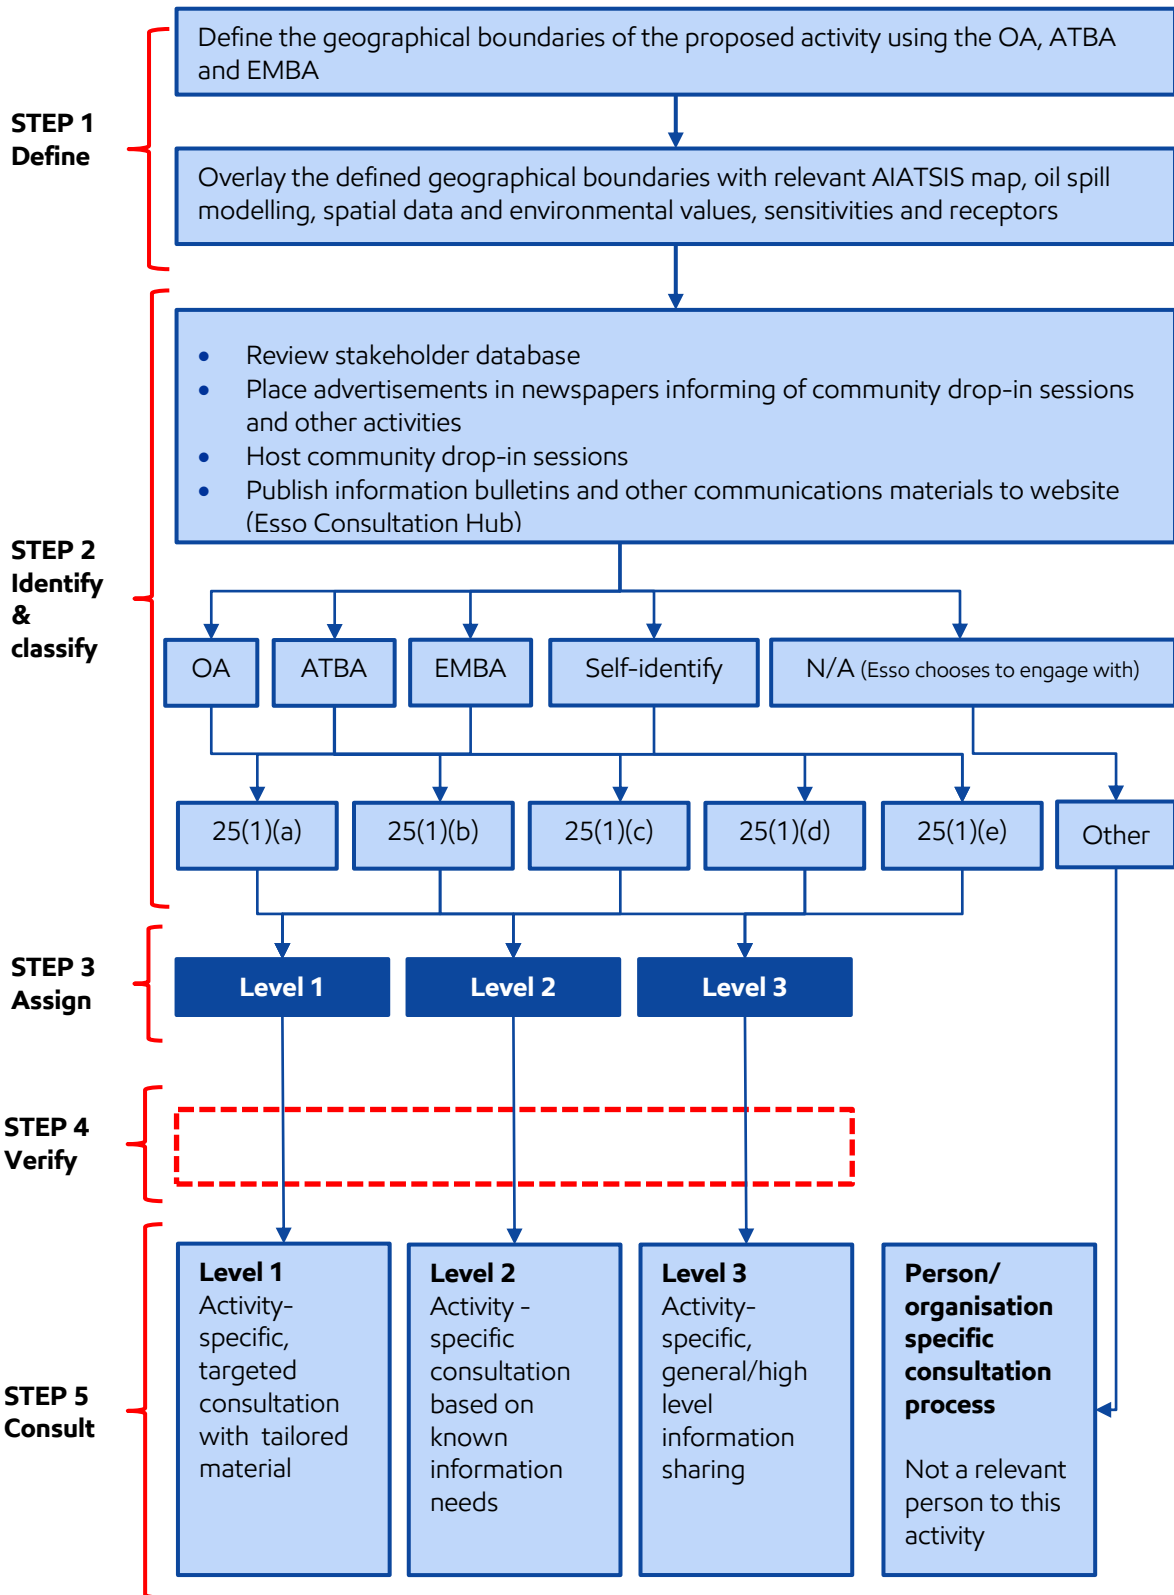 Define the geographical boundaries of the proposed activity using the OA, ATBA
and EMBA
STEP 1
Define
Overlay the defined geographical boundaries with relevant AIATSIS map, oil spill
modelling, spatial data and environmental values, sensitivities and receptors
• Review stakeholder database
• Place advertisements in newspapers informing of community drop-in sessions
and other activities
• Host community drop-in sessions
• Publish information bulletins and other communications materials to website
(Esso Consultation Hub)
STEP 2
Identify
&
classify
OA
ATBA
EMBA
Self-identify
N/A (Esso chooses to engage with)
25(1)(a)
25(1)(b)
25(1)(c)
25(1)(d)
25(1)(e)
Other
STEP 3
Assign
Level 1
Level 2
Level 3
STEP 4
Verify
STEP 5
Consult
Level 1
Activity-
specific,
targeted
consultation
with tailored
material
Level 2
Activity -
specific
consultation
based on
known
information
needs
Level 3
Activity-
specific,
general/high
level
information
sharing
Person/
organisation
specific
consultation
process
Not a relevant
person to this
activity